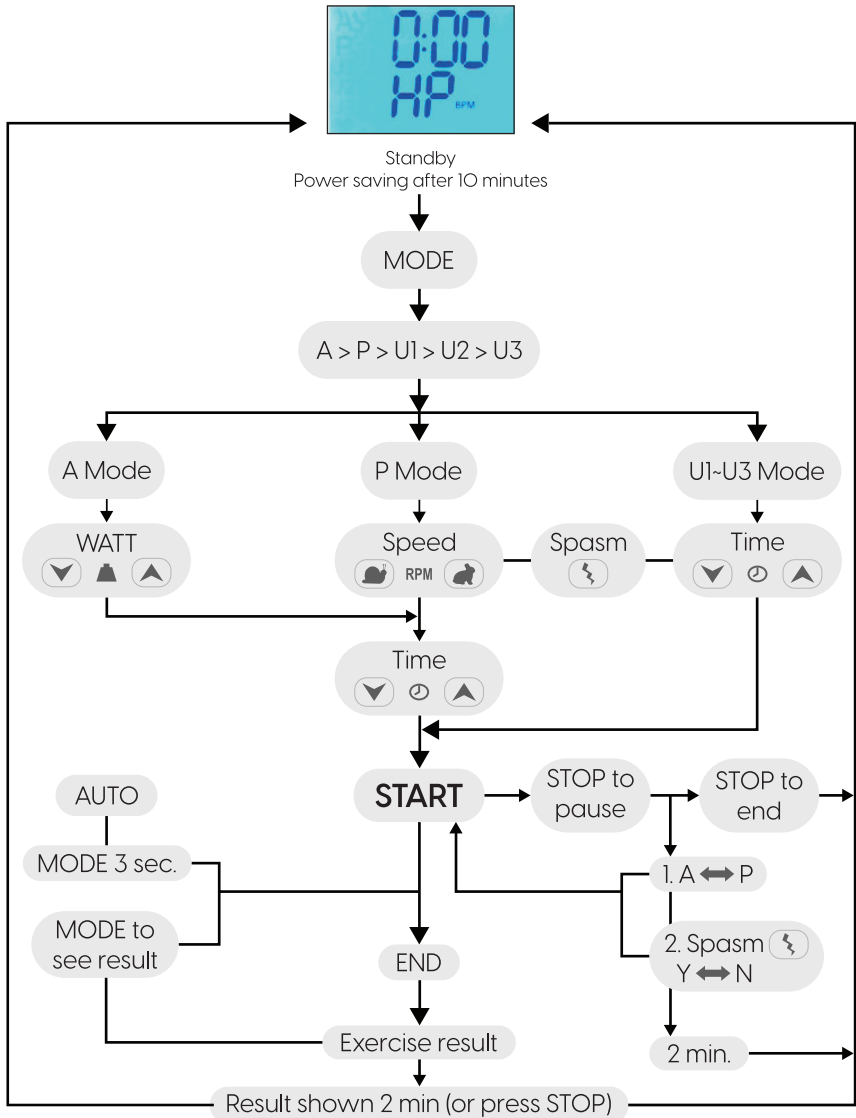 0:00
HP BPM
Standby
Power saving after 10 minutes
MODE
A > P > U1 > U2 > U3
A Mode
P Mode
U1~U3 Mode
WATT
Speed
RPM
Spasm
Time
Time
START
STOP to
pause
STOP to
end
AUTO
MODE 3 sec.
MODE to
see result
1. A ⬌ P
2. Spasm
Y ⬌ N
END
2 min.
Exercise result
Result shown 2 min (or press STOP)